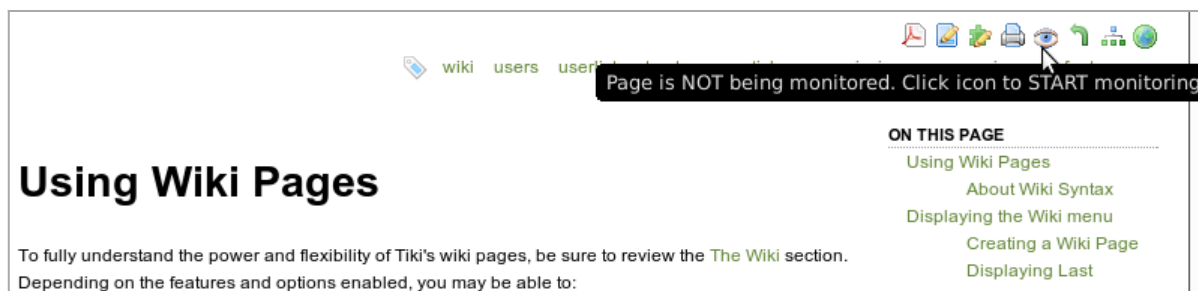 wiki users
Page is NOT being monitored. Click icon to START monitoring
ON THIS PAGE
Using Wiki Pages
About Wiki Syntax
Displaying the Wiki menu
Creating a Wiki Page
Displaying Last
Using Wiki Pages
To fully understand the power and flexibility of Tiki's wiki pages, be sure to review the The Wiki section.
Depending on the features and options enabled, you may be able to: